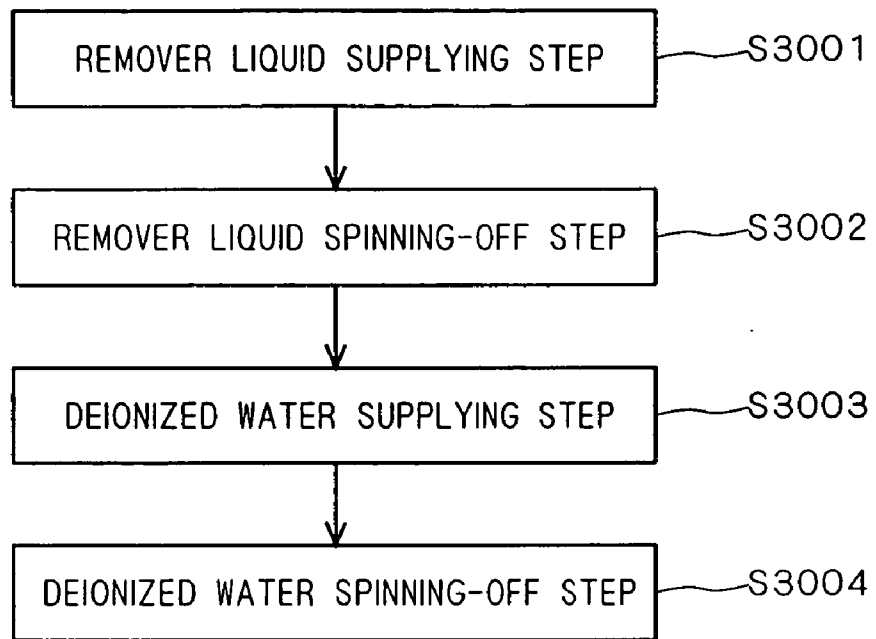 REMOVER LIQUID SUPPLYING STEP S3001
REMOVER LIQUID SPINNING-OFF STEP S3002
DEIONIZED WATER SUPPLYING STEP S3003
DEIONIZED WATER SPINNING-OFF STEP S3004